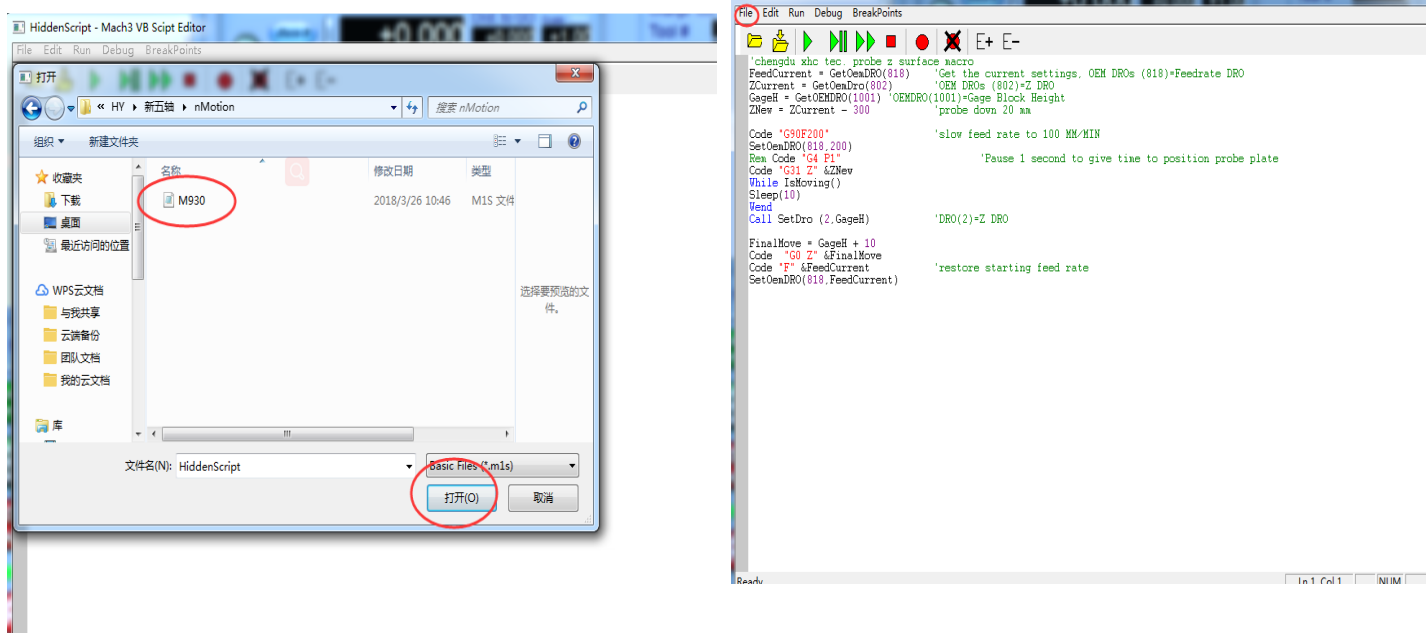 HiddenScript - Mach3 VB Scipt Editor
File Edit Run Debug BreakPoints
打开
« HY ▸ 新五轴 ▸ nMotion
搜索 nMotion
组织 新建文件夹
名称 修改日期 类型
M930 2018/3/26 10:46 M1S 文件
收藏夹
下载
桌面
最近访问的位置
WPS云文档
与我共享
云端备份
团队文档
我的云文档
库
选择要预览的文
件。
文件名(N): HiddenScript
Basic Files (*.m1s)
打开(O) 取消
File Edit Run Debug BreakPoints
E+ E-
'chengdu xhc tec. probe z surface macro
FeedCurrent = GetOemDRO(818) 'Get the current settings, OEM DROs (818)=Feedrate DRO
ZCurrent = GetOemDro(802) 'OEM DROs (802)=Z DRO
GageH = GetOEMDRO(1001) 'OEMDRO(1001)=Gage Block Height
ZNew = ZCurrent - 300 'probe down 20 mm
Code "G90F200" 'slow feed rate to 100 MM/MIN
SetOemDRO(818,200)
Rem Code "G4 P1" 'Pause 1 second to give time to position probe plate
Code "G31 Z" &ZNew
While IsMoving()
Sleep(10)
Wend
Call SetDro (2,GageH) 'DRO(2)=Z DRO
FinalMove = GageH + 10
Code "G0 Z" &FinalMove
Code "F" &FeedCurrent 'restore starting feed rate
SetOemDRO(818,FeedCurrent)
Ready
Ln 1, Col 1 NUM